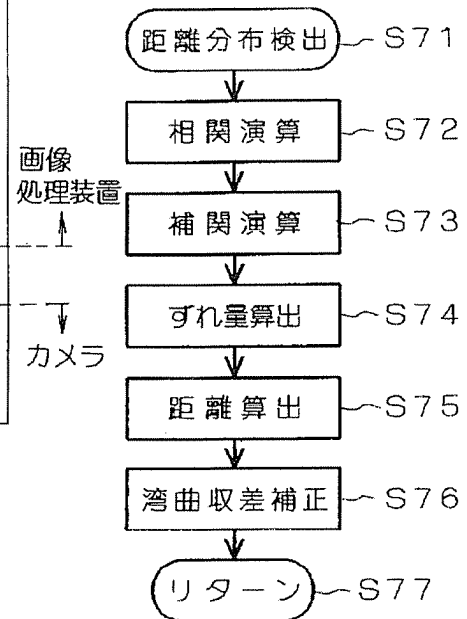 距離分布検出 S71
相関演算 S72
画像
処理装置
補関演算 S73
ずれ量算出 S74
カメラ
距離算出 S75
湾曲収差補正 S76
リターン S77